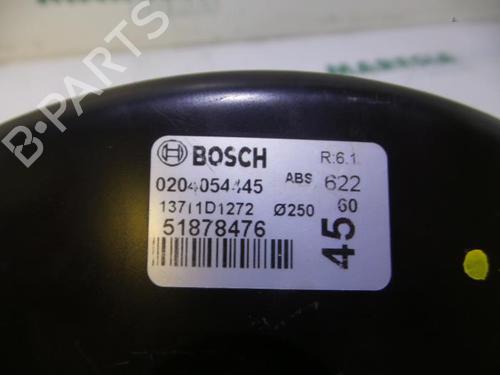 BOSCH R:6.1
0204054445 ABS 622
13711D1272 Ø250 60
51878476
45
B-PARTS